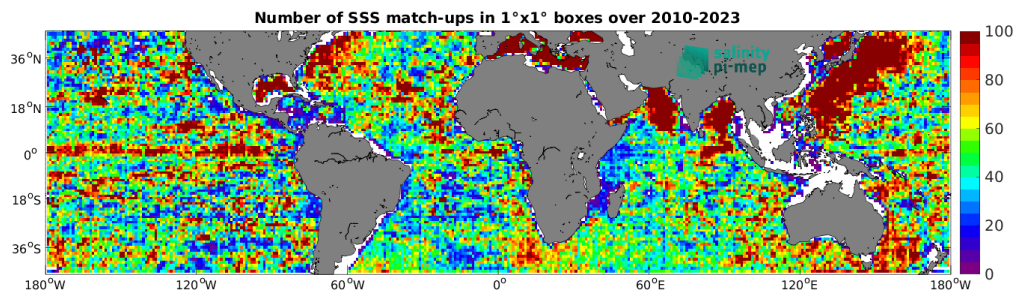 Number of SSS match-ups in 1°x1° boxes over 2010-2023
salinity
pi-mep
36°N
18°N
0°
18°S
36°S
180°W
120°W
60°W
0°
60°E
120°E
180°W
100
80
60
40
20
0